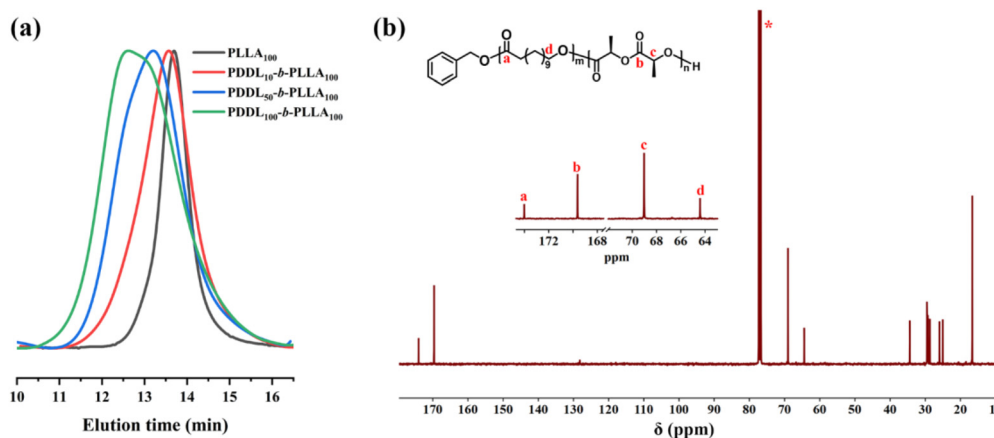 (a)
PLLA100
PDDL10-b-PLLA100
PDDL50-b-PLLA100
PDDL100-b-PLLA100
10 11 12 13 14 15 16
Elution time (min)
(b)
*
O O d O O b O c O O H
a 9 m O n
a b c d
172 168 70 68 66 64
ppm
170 160 150 140 130 120 110 100 90 80 70 60 50 40 30 20 10
δ (ppm)